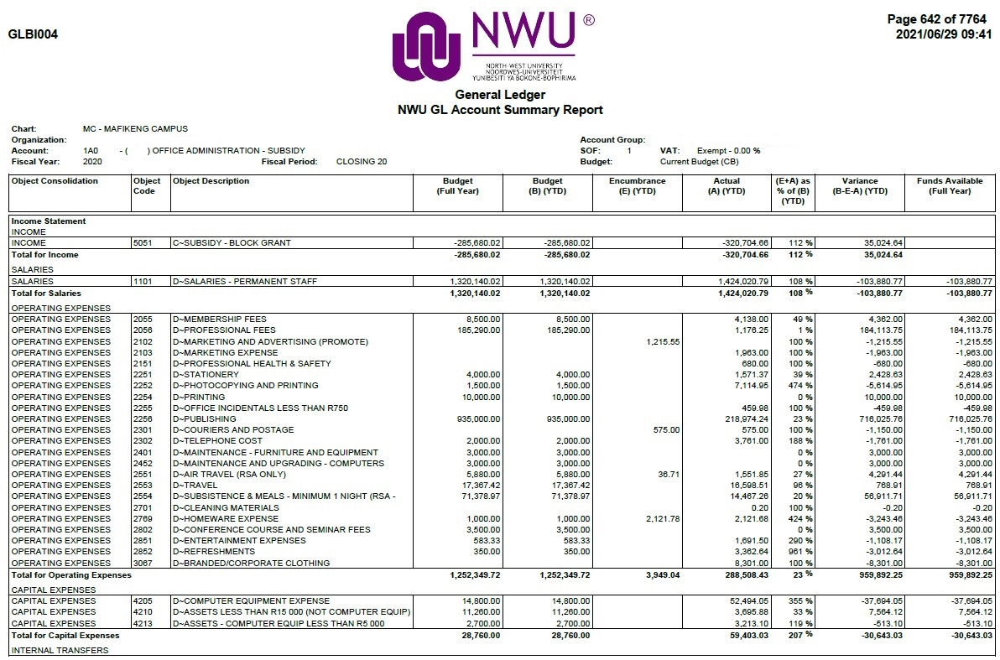 GLBI004
NWU ®
NORTH-WEST UNIVERSITY
NOORDWES-UNIVERSITEIT
YUNIBESITI YA BOKONE-BOPHIRIMA
Page 642 of 7764
2021/06/29 09:41
General Ledger
NWU GL Account Summary Report
Chart: MC - MAFIKENG CAMPUS
Organization: Account Group:
Account: 1A0 - ( ) OFFICE ADMINISTRATION - SUBSIDY SOF: 1 VAT: Exempt - 0.00 %
Fiscal Year: 2020 Fiscal Period: CLOSING 20 Budget: Current Budget (CB)
Object Consolidation Object Code Object Description Budget (Full Year) Budget (B) (YTD) Encumbrance (E) (YTD) Actual (A) (YTD) (E+A) as % of (B) (YTD) Variance (B-E-A) (YTD) Funds Available (Full Year)
Income Statement
INCOME
INCOME 5051 C~SUBSIDY - BLOCK GRANT -285,680.02 -285,680.02 -320,704.66 112 % 35,024.64
Total for Income -285,680.02 -285,680.02 -320,704.66 112 % 35,024.64
SALARIES
SALARIES 1101 D~SALARIES - PERMANENT STAFF 1,320,140.02 1,320,140.02 1,424,020.79 108 % -103,880.77 -103,880.77
Total for Salaries 1,320,140.02 1,320,140.02 1,424,020.79 108 % -103,880.77 -103,880.77
OPERATING EXPENSES
OPERATING EXPENSES 2055 D~MEMBERSHIP FEES 8,500.00 8,500.00 4,138.00 49 % 4,362.00 4,362.00
OPERATING EXPENSES 2056 D~PROFESSIONAL FEES 185,290.00 185,290.00 1,176.25 1 % 184,113.75 184,113.75
OPERATING EXPENSES 2102 D~MARKETING AND ADVERTISING (PROMOTE) 1,215.55 100 % -1,215.55 -1,215.55
OPERATING EXPENSES 2103 D~MARKETING EXPENSE 1,963.00 100 % -1,963.00 -1,963.00
OPERATING EXPENSES 2151 D~PROFESSIONAL HEALTH & SAFETY 680.00 100 % -680.00 -680.00
OPERATING EXPENSES 2251 D~STATIONERY 4,000.00 4,000.00 1,571.37 39 % 2,428.63 2,428.63
OPERATING EXPENSES 2252 D~PHOTOCOPYING AND PRINTING 1,500.00 1,500.00 7,114.95 474 % -5,614.95 -5,614.95
OPERATING EXPENSES 2254 D~PRINTING 10,000.00 10,000.00 0 % 10,000.00 10,000.00
OPERATING EXPENSES 2255 D~OFFICE INCIDENTALS LESS THAN R750 459.98 100 % -459.98 -459.98
OPERATING EXPENSES 2256 D~PUBLISHING 935,000.00 935,000.00 218,974.24 23 % 716,025.76 716,025.76
OPERATING EXPENSES 2301 D~COURIERS AND POSTAGE 575.00 575.00 100 % -1,150.00 -1,150.00
OPERATING EXPENSES 2302 D~TELEPHONE COST 2,000.00 2,000.00 3,761.00 188 % -1,761.00 -1,761.00
OPERATING EXPENSES 2401 D~MAINTENANCE - FURNITURE AND EQUIPMENT 3,000.00 3,000.00 0 % 3,000.00 3,000.00
OPERATING EXPENSES 2452 D~MAINTENANCE AND UPGRADING - COMPUTERS 3,000.00 3,000.00 0 % 3,000.00 3,000.00
OPERATING EXPENSES 2551 D~AIR TRAVEL (RSA ONLY) 5,880.00 5,880.00 36.71 1,551.85 27 % 4,291.44 4,291.44
OPERATING EXPENSES 2553 D~TRAVEL 17,367.42 17,367.42 16,598.51 96 % 768.91 768.91
OPERATING EXPENSES 2554 D~SUBSISTENCE & MEALS - MINIMUM 1 NIGHT (RSA - 71,378.97 71,378.97 14,467.26 20 % 56,911.71 56,911.71
OPERATING EXPENSES 2701 D~CLEANING MATERIALS 0.20 100 % -0.20 -0.20
OPERATING EXPENSES 2769 D~HOMEWARE EXPENSE 1,000.00 1,000.00 2,121.78 2,121.68 424 % -3,243.46 -3,243.46
OPERATING EXPENSES 2802 D~CONFERENCE COURSE AND SEMINAR FEES 3,500.00 3,500.00 0 % 3,500.00 3,500.00
OPERATING EXPENSES 2851 D~ENTERTAINMENT EXPENSES 583.33 583.33 1,691.50 290 % -1,108.17 -1,108.17
OPERATING EXPENSES 2852 D~REFRESHMENTS 350.00 350.00 3,362.64 961 % -3,012.64 -3,012.64
OPERATING EXPENSES 3067 D~BRANDED/CORPORATE CLOTHING 8,301.00 100 % -8,301.00 -8,301.00
Total for Operating Expenses 1,252,349.72 1,252,349.72 3,949.04 288,508.43 23 % 959,892.25 959,892.25
CAPITAL EXPENSES
CAPITAL EXPENSES 4205 D~COMPUTER EQUIPMENT EXPENSE 14,800.00 14,800.00 52,494.05 355 % -37,694.05 -37,694.05
CAPITAL EXPENSES 4210 D~ASSETS LESS THAN R15 000 (NOT COMPUTER EQUIP) 11,260.00 11,260.00 3,695.88 33 % 7,564.12 7,564.12
CAPITAL EXPENSES 4213 D~ASSETS - COMPUTER EQUIP LESS THAN R5 000 2,700.00 2,700.00 3,213.10 119 % -513.10 -513.10
Total for Capital Expenses 28,760.00 28,760.00 59,403.03 207 % -30,643.03 -30,643.03
INTERNAL TRANSFERS